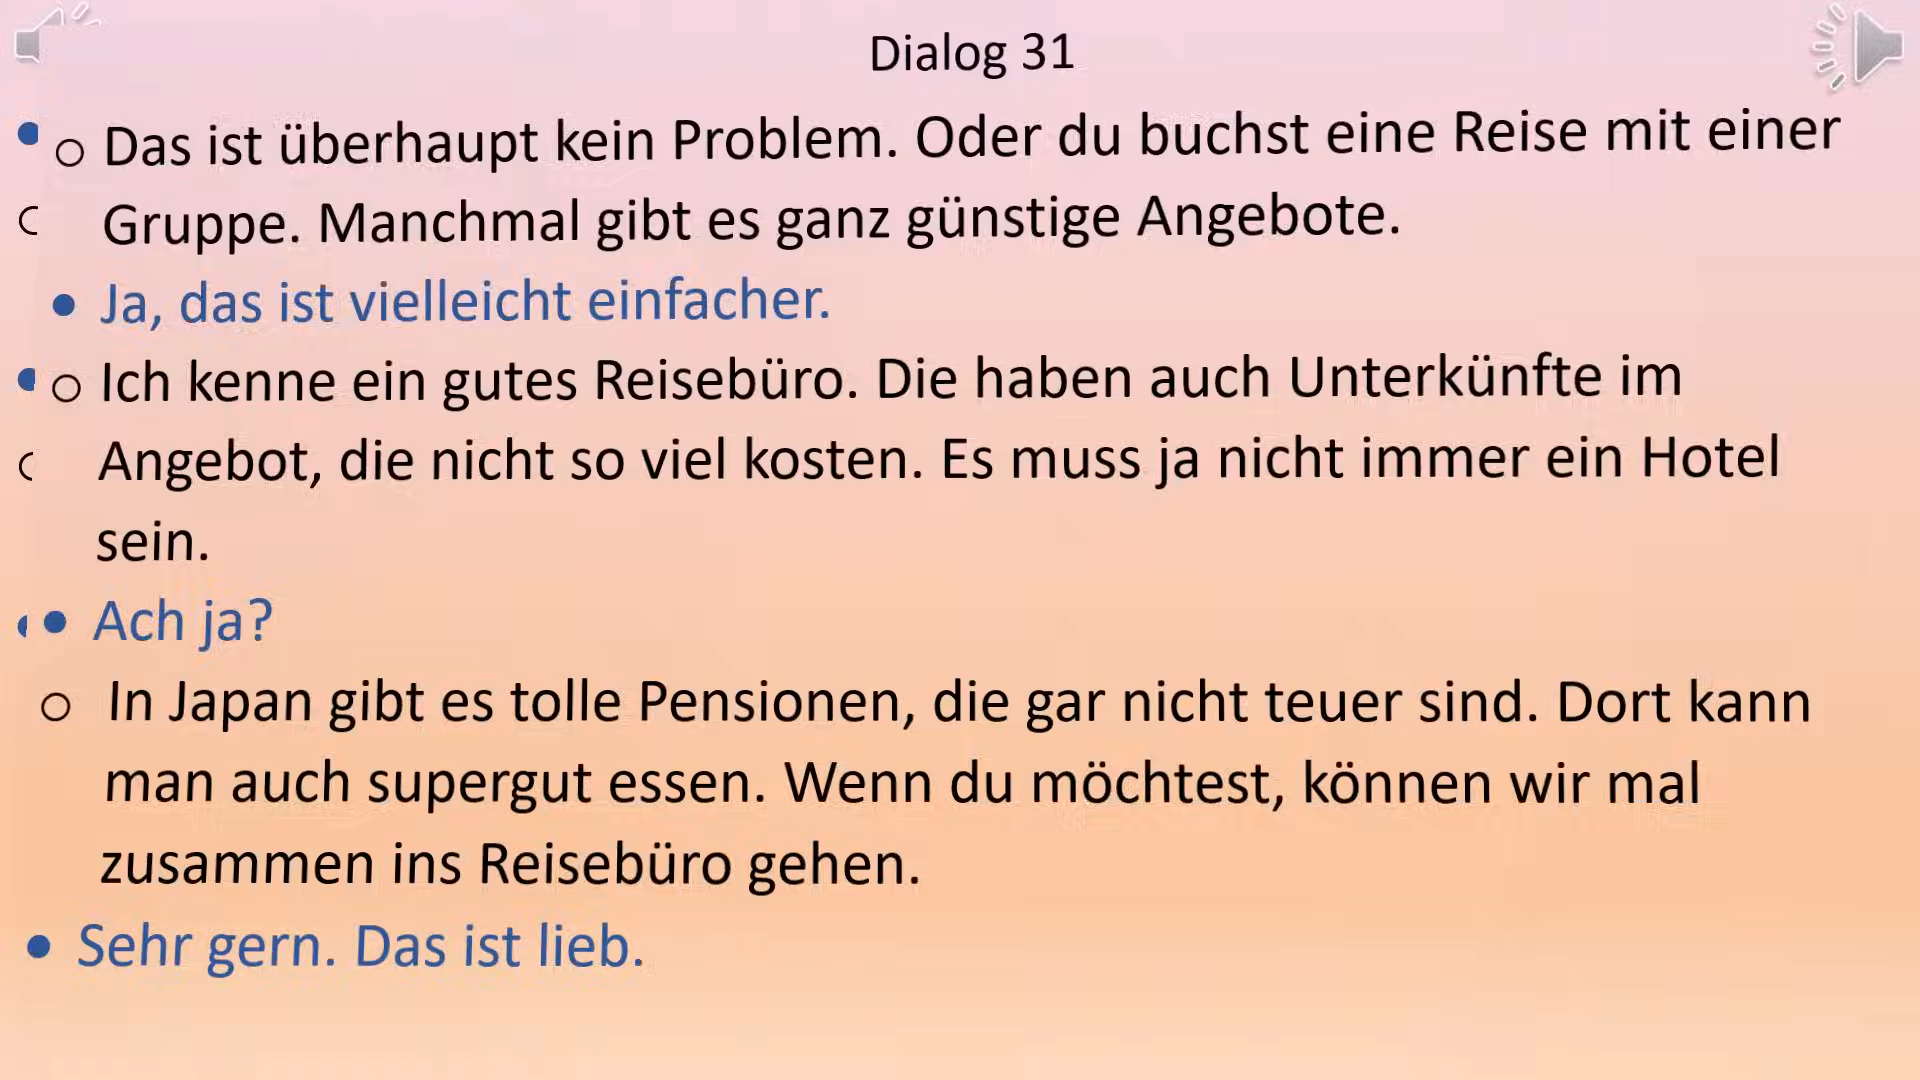 Dialog 31
o Das ist überhaupt kein Problem. Oder du buchst eine Reise mit einer
Gruppe. Manchmal gibt es ganz günstige Angebote.
• Ja, das ist vielleicht einfacher.
o Ich kenne ein gutes Reisebüro. Die haben auch Unterkünfte im
Angebot, die nicht so viel kosten. Es muss ja nicht immer ein Hotel
sein.
• Ach ja?
o In Japan gibt es tolle Pensionen, die gar nicht teuer sind. Dort kann
man auch supergut essen. Wenn du möchtest, können wir mal
zusammen ins Reisebüro gehen.
• Sehr gern. Das ist lieb.